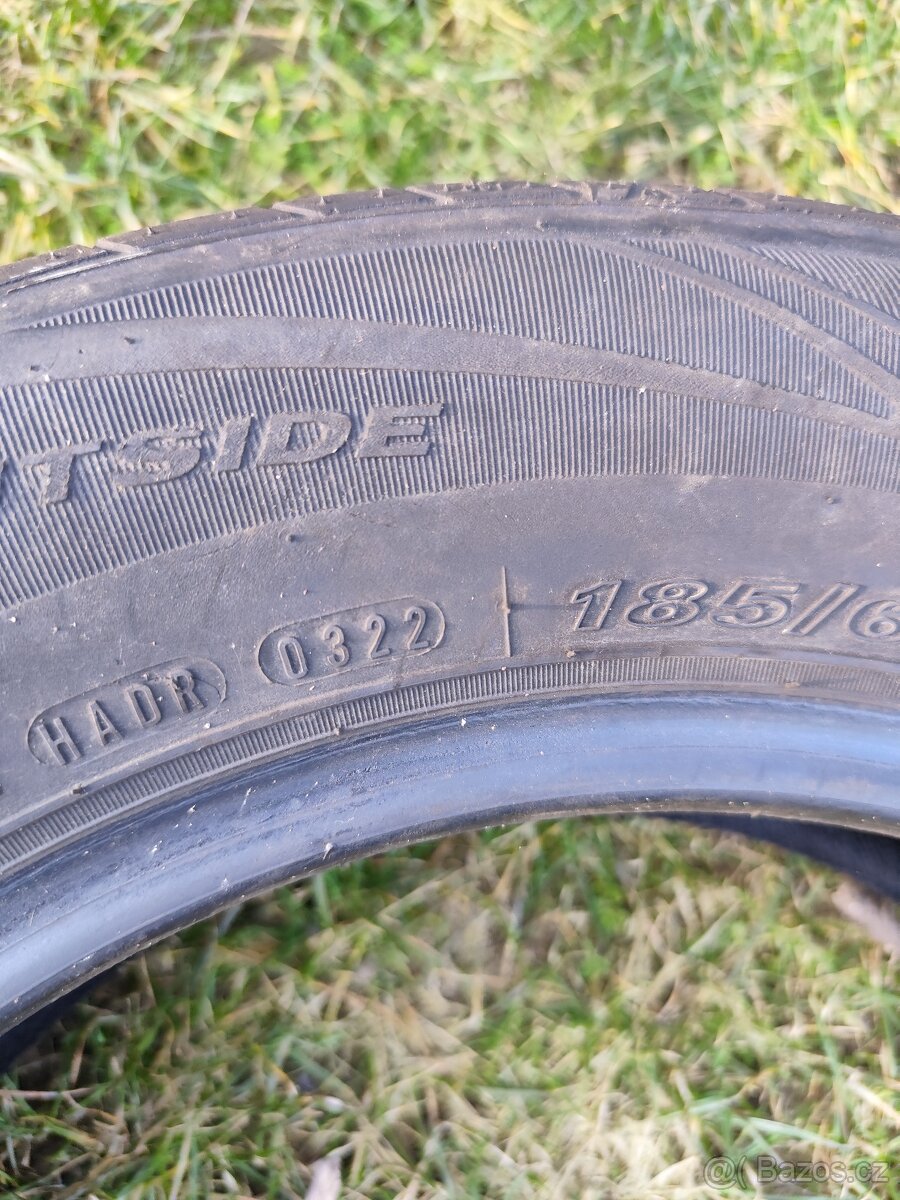 TSIDE
185/6
0322
HADR
@( Bazos.cz